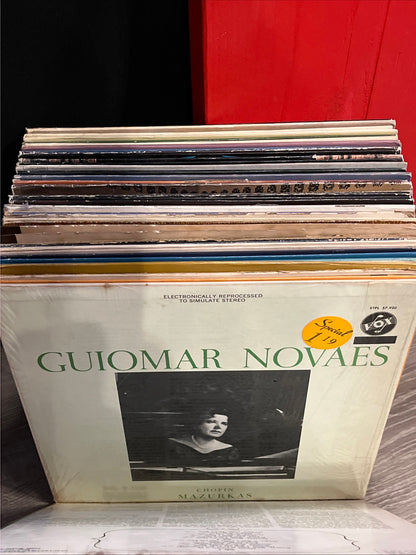 ELECTRONICALLY REPROCESSED
TO SIMULATE STEREO
Special
1 19
VOX
GUIOMAR NOVAES
CHOPIN
MAZURKAS